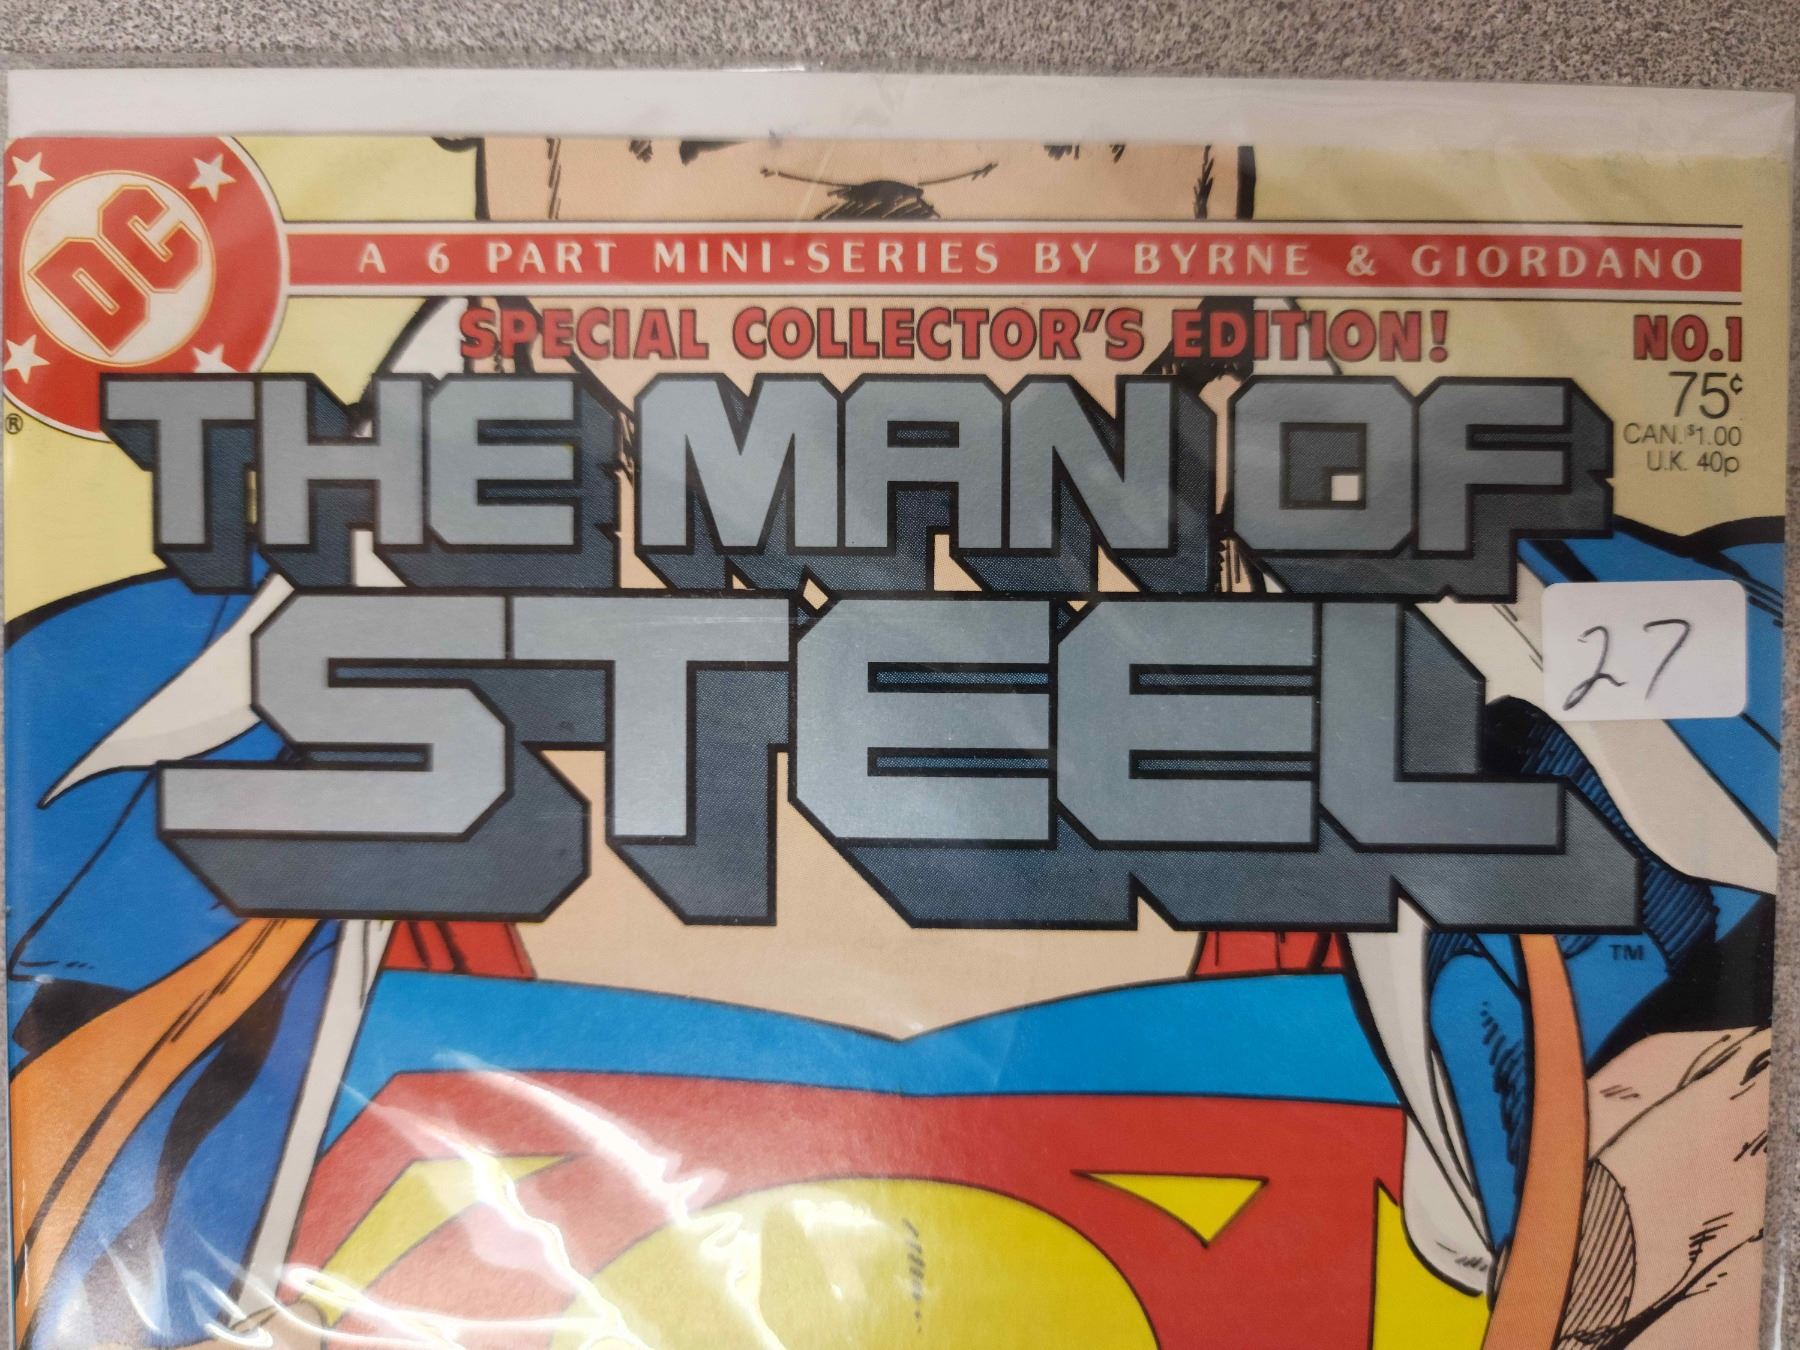 DC
A 6 PART MINI-SERIES BY BYRNE & GIORDANO
SPECIAL COLLECTOR'S EDITION!
NO.1
75¢
CAN. $1.00
U.K. 40p
®
THE MAN OF
STEEL
27
TM